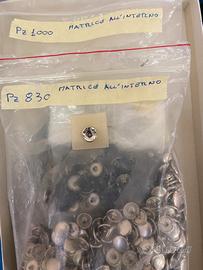 Pz 1000 MATRICE ALL'INTERNO
Pz 830 MATRICE ALL'INTERNO